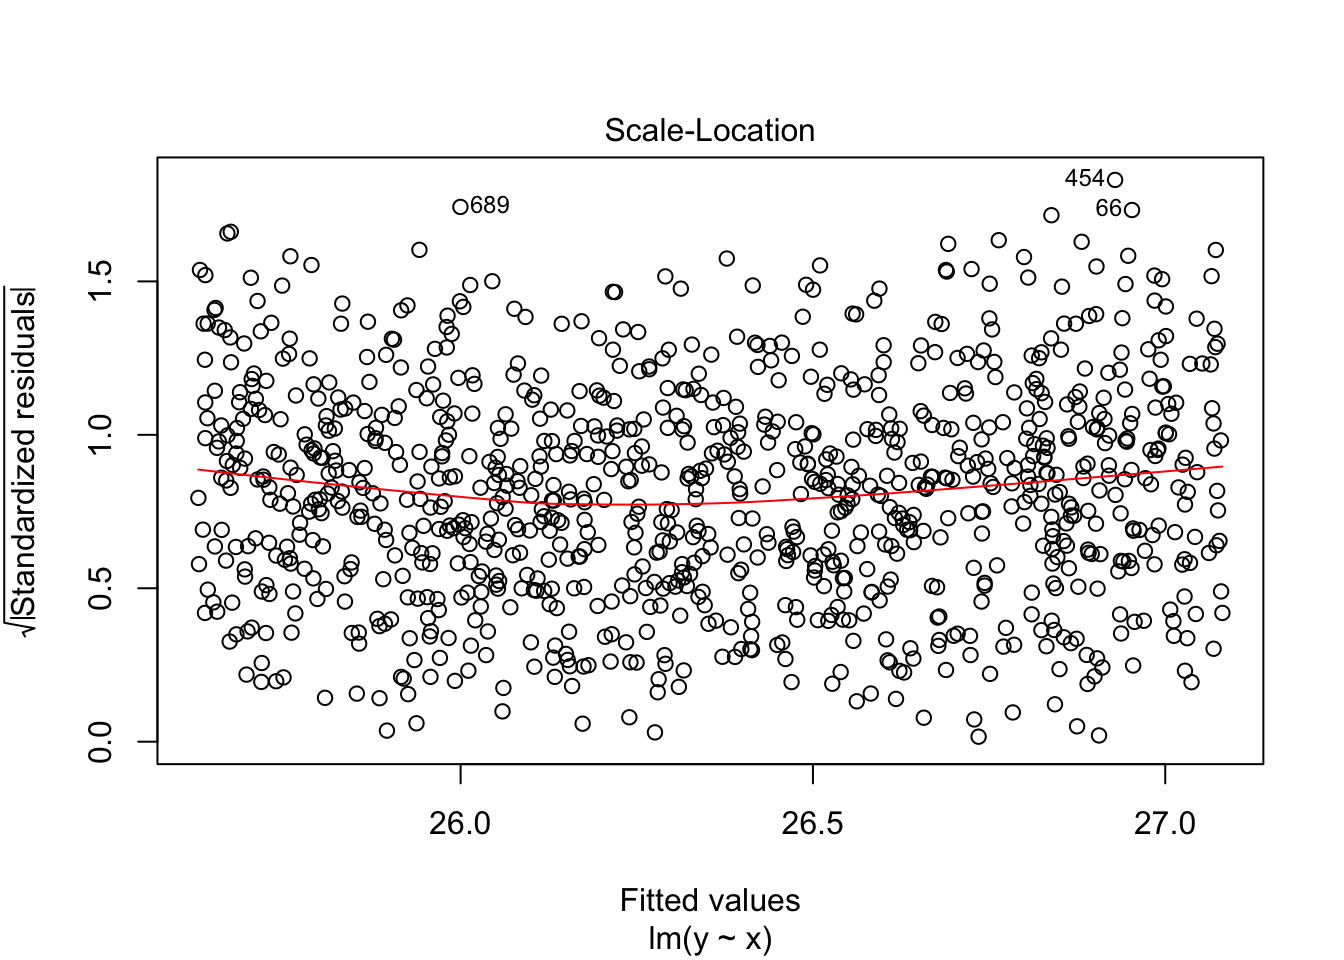 Scale-Location
454
689
66
√|Standardized residuals|
1.5
1.0
0.5
0.0
26.0 26.5 27.0
Fitted values
lm(y ~ x)